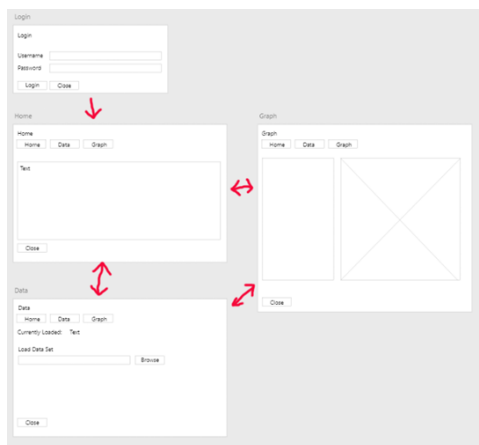 Login
Login
Username
Password
Login Close
Home
Home
Home Data Graph
Text
Close
Graph
Graph
Home Data Graph
Close
Data
Data
Home Data Graph
Currently Loaded: Text
Load Data Set
Browse
Close